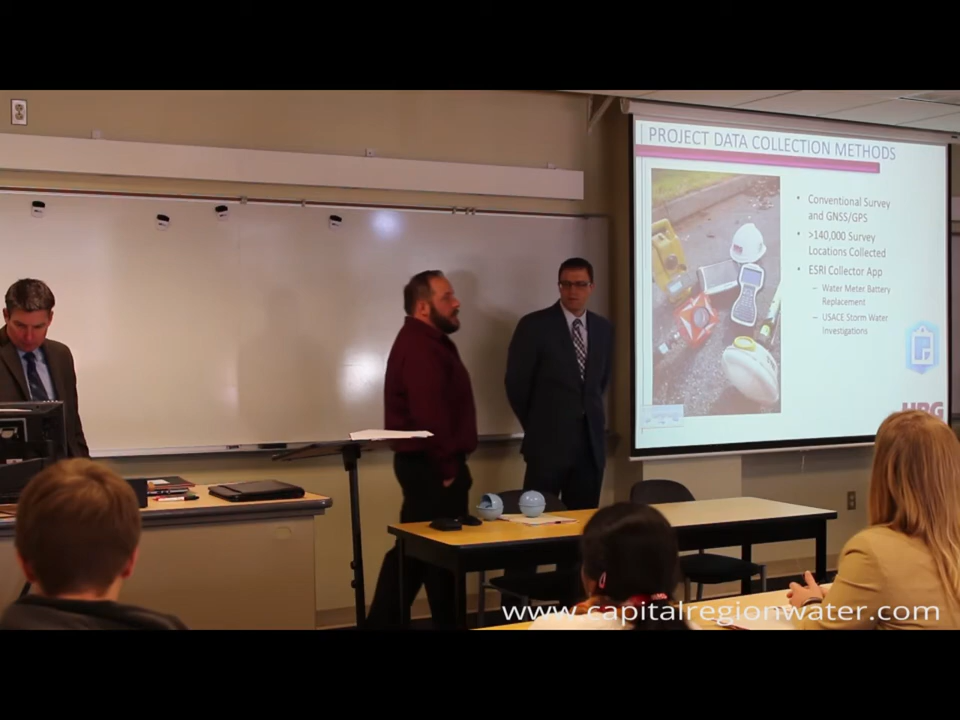 PROJECT DATA COLLECTION METHODS
• Conventional Survey
and GNSS/GPS
• >140,000 Survey
Locations Collected
• ESRI Collector App
– Water Meter Battery
Replacement
– USACE Storm Water
Investigations
HRG
www.capitalregionwater.com